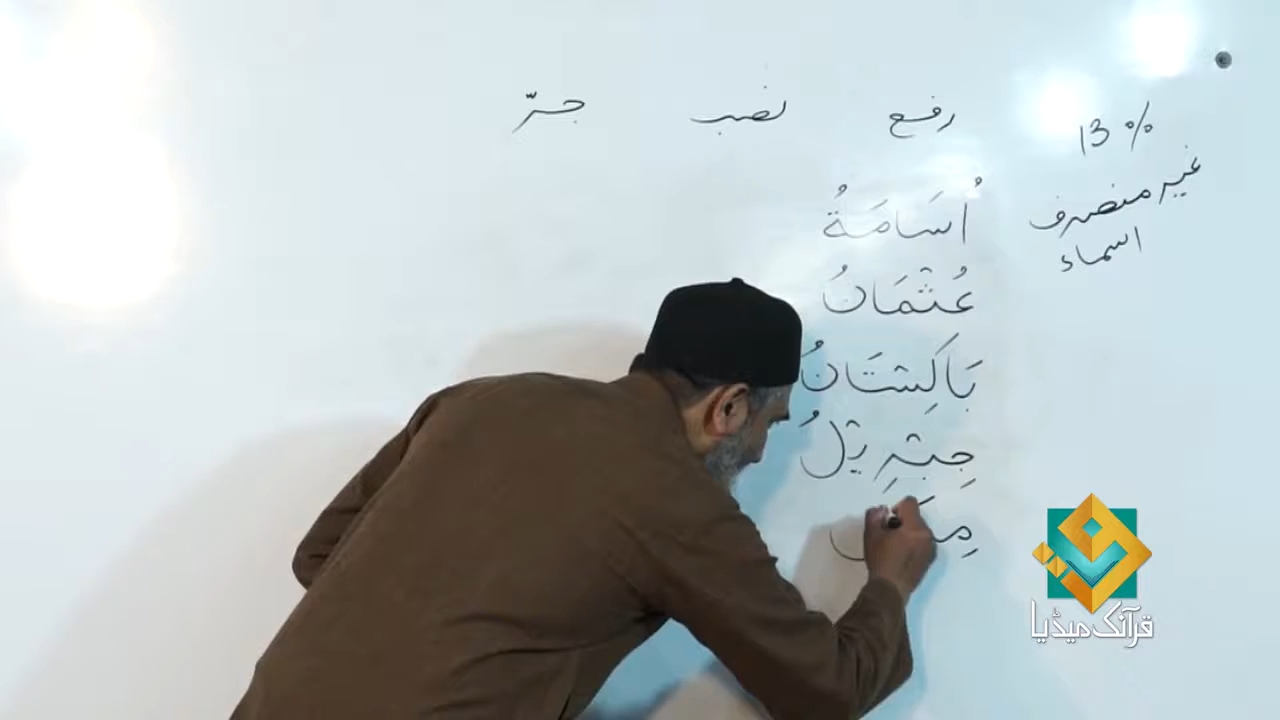 رفع نصب جرّ
13 %
غیر منصرف
اسماء
اُسَامَةُ
عُثْمَانُ
بَاكِسْتَانُ
جِبْرِيْلُ
قرآنک میڈیا